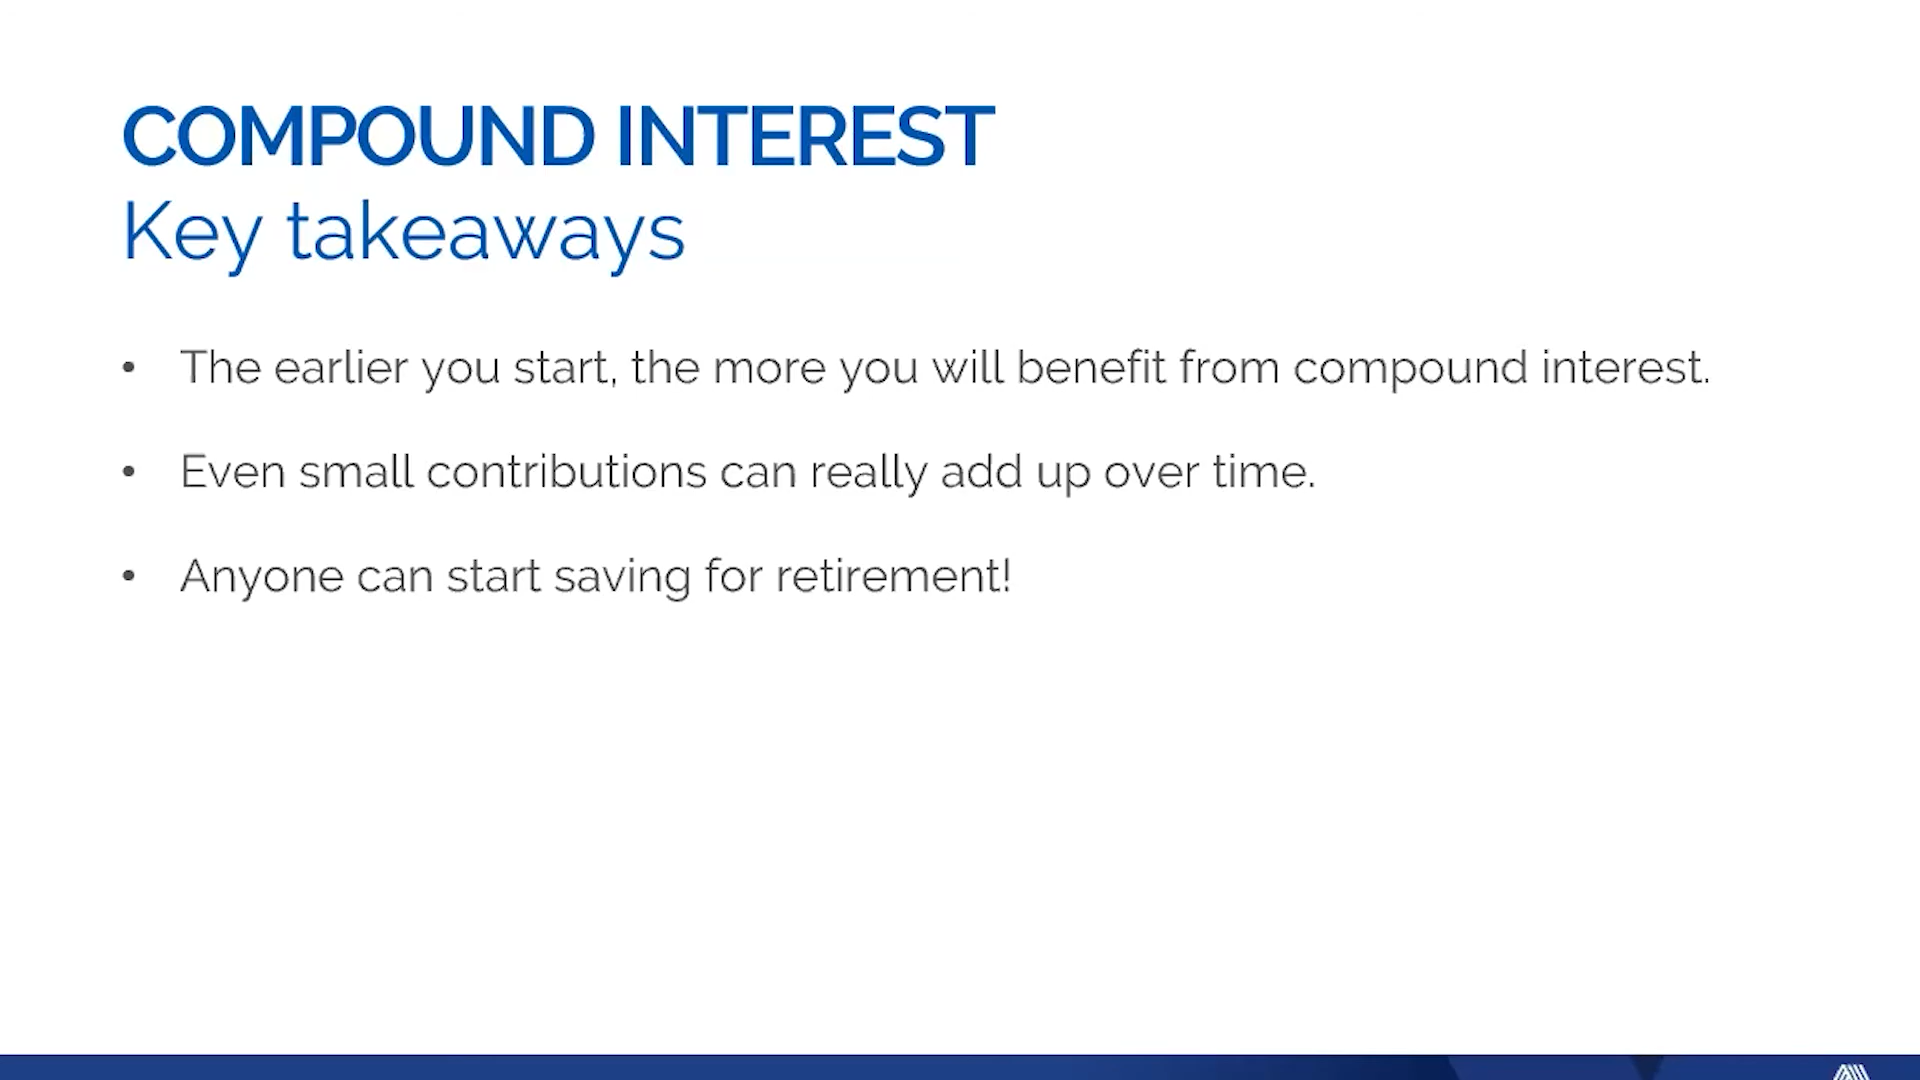 COMPOUND INTEREST
Key takeaways
• The earlier you start, the more you will benefit from compound interest.
• Even small contributions can really add up over time.
• Anyone can start saving for retirement!